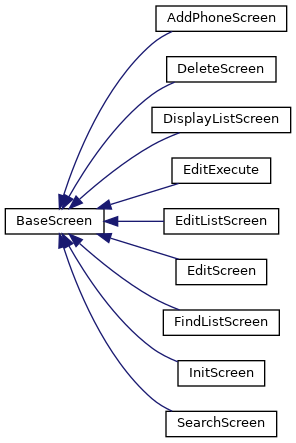 AddPhoneScreen
DeleteScreen
DisplayListScreen
EditExecute
BaseScreen
EditListScreen
EditScreen
FindListScreen
InitScreen
SearchScreen